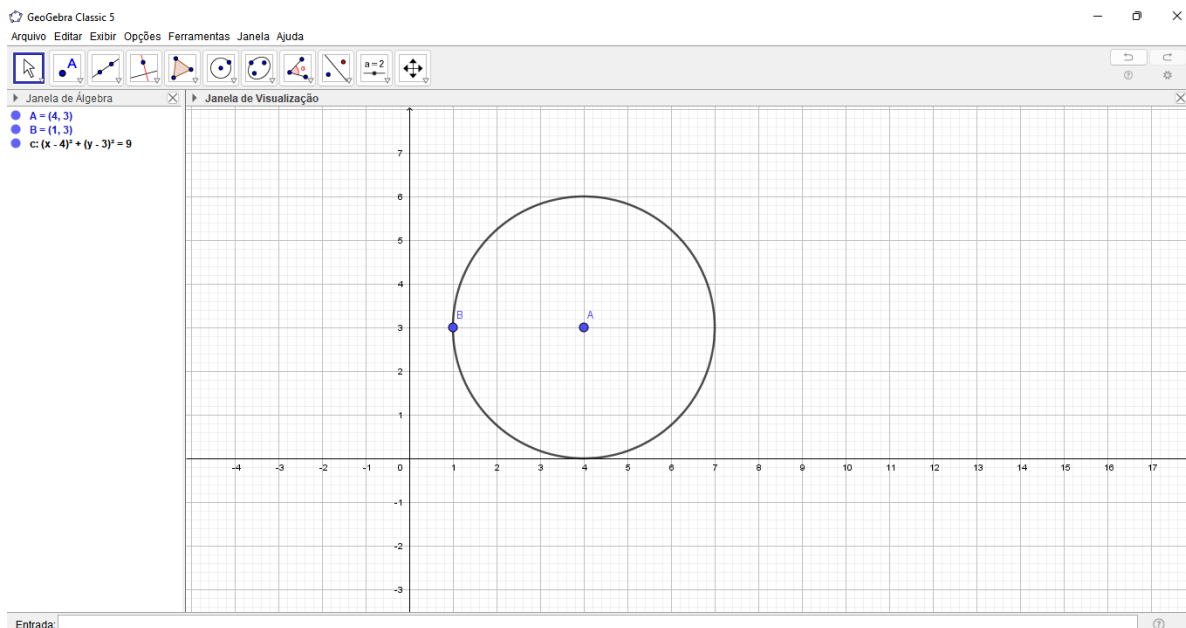 GeoGebra Classic 5
Arquivo Editar Exibir Opções Ferramentas Janela Ajuda
A
α
a = 2
Janela de Álgebra
Janela de Visualização
A = (4, 3)
B = (1, 3)
c: (x - 4)² + (y - 3)² = 9
7
6
5
4
3
2
1
0
-1
-2
-3
-4 -3 -2 -1 0 1 2 3 4 5 6 7 8 9 10 11 12 13 14 15 16 17
B
A
Entrada: